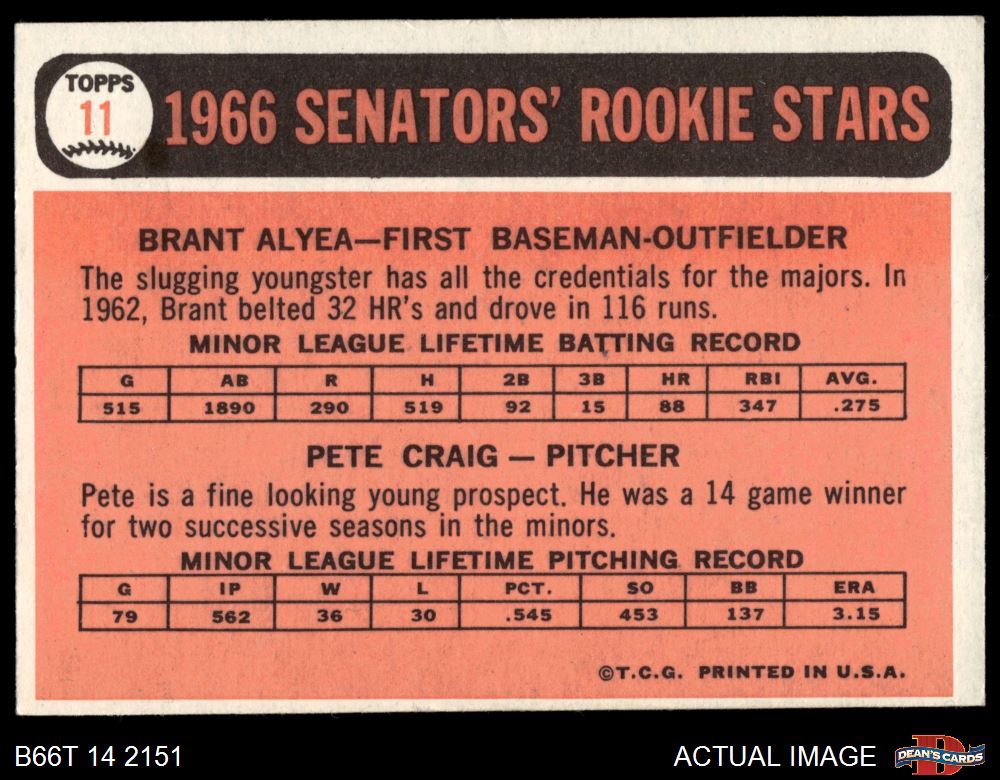 TOPPS
11
1966 SENATORS' ROOKIE STARS
BRANT ALYEA—FIRST BASEMAN-OUTFIELDER
The slugging youngster has all the credentials for the majors. In
1962, Brant belted 32 HR's and drove in 116 runs.
MINOR LEAGUE LIFETIME BATTING RECORD
G AB R H 2B 3B HR RBI AVG.
515 1890 290 519 92 15 88 347 .275
PETE CRAIG — PITCHER
Pete is a fine looking young prospect. He was a 14 game winner
for two successive seasons in the minors.
MINOR LEAGUE LIFETIME PITCHING RECORD
G IP W L PCT. SO BB ERA
79 562 36 30 .545 453 137 3.15
©T.C.G. PRINTED IN U.S.A.
B66T 14 2151
ACTUAL IMAGE
DEAN'S CARDS